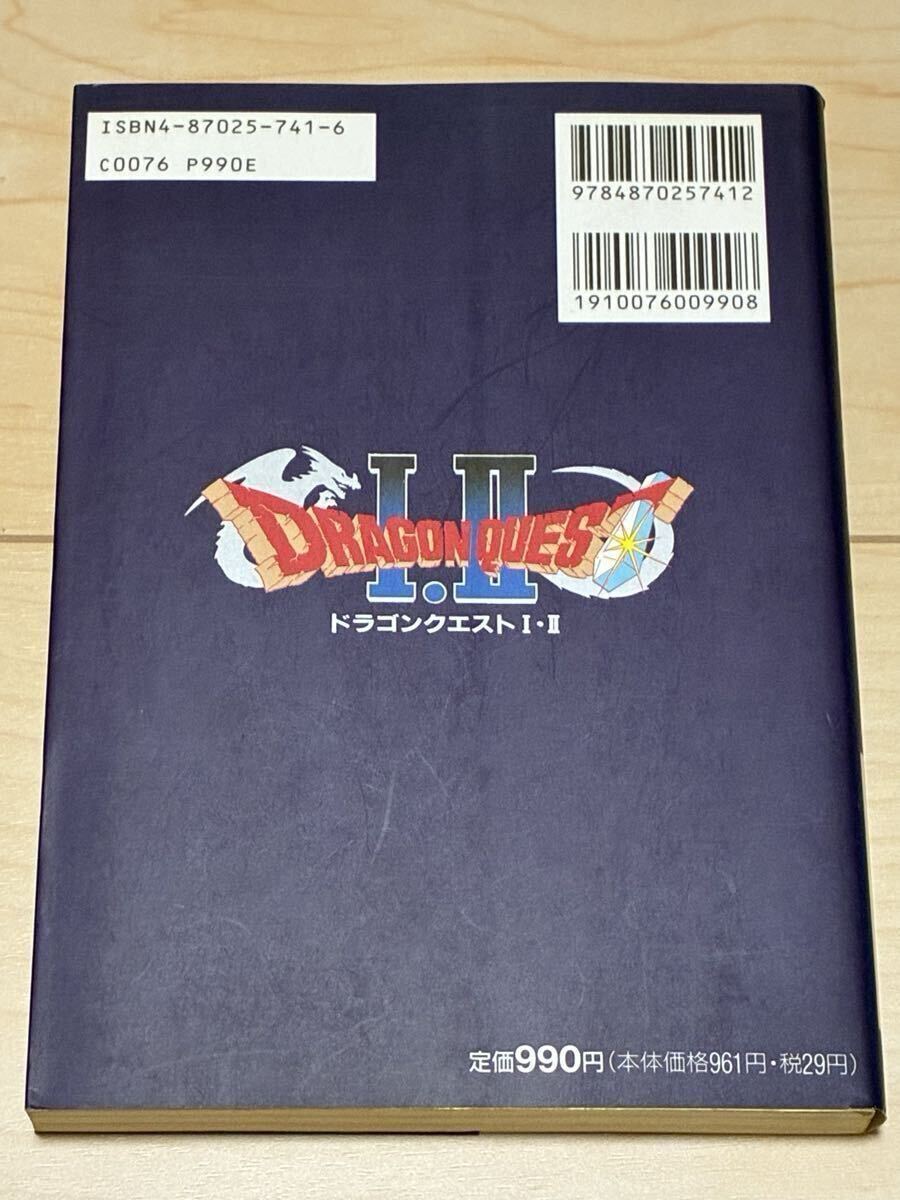 ISBN4-87025-741-6
C0076 P990E
9784870257412
1910076009908
I・II
DRAGON QUEST
ドラゴンクエストⅠ・Ⅱ
定価990円(本体価格961円・税29円)